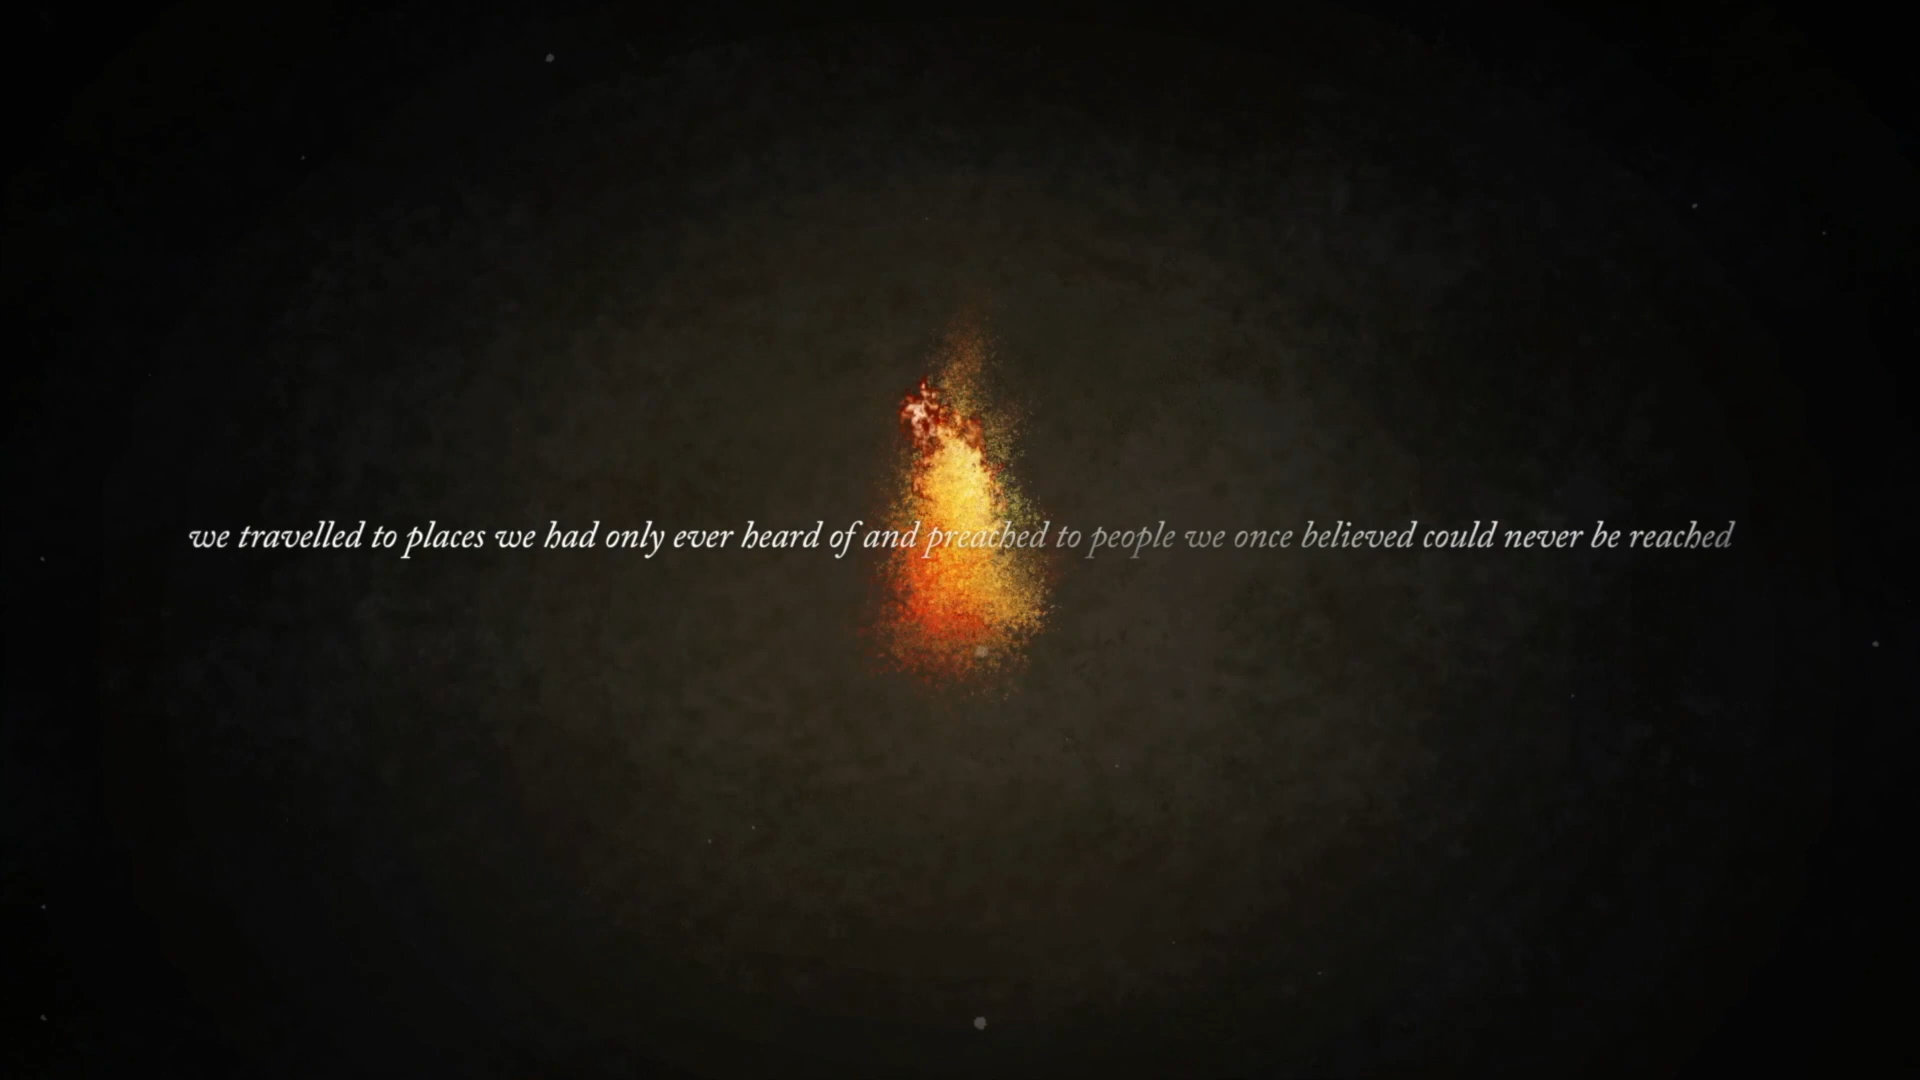 we travelled to places we had only ever heard of and preached to people we once believed could never be reached